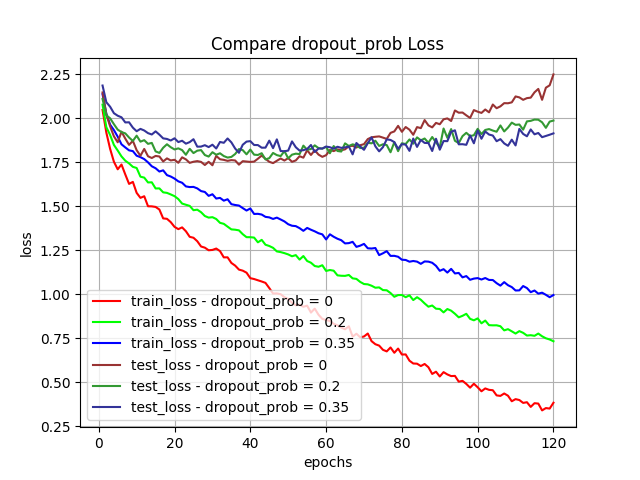 Compare dropout_prob Loss
loss
2.25
2.00
1.75
1.50
1.25
1.00
0.75
0.50
0.25
train_loss - dropout_prob = 0
train_loss - dropout_prob = 0.2
train_loss - dropout_prob = 0.35
test_loss - dropout_prob = 0
test_loss - dropout_prob = 0.2
test_loss - dropout_prob = 0.35
0 20 40 60 80 100 120
epochs